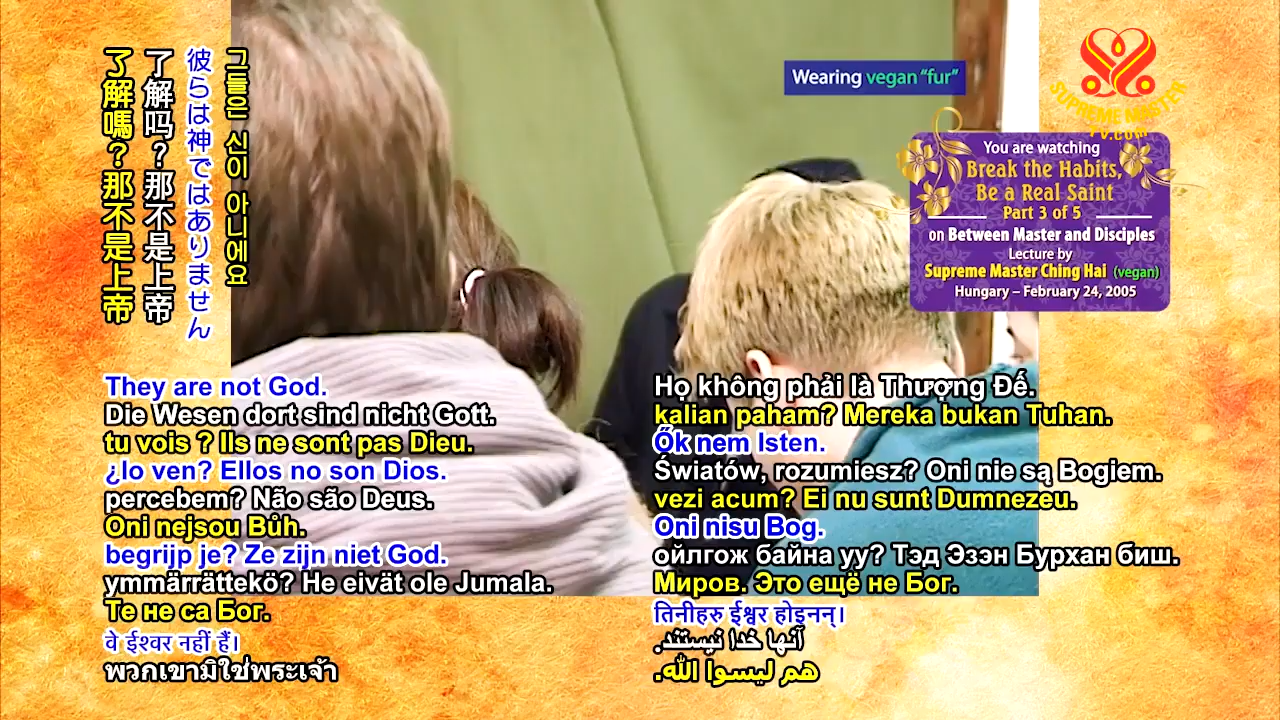 了解嗎？那不是上帝
了解吗？那不是上帝
彼らは神ではありません
그들은 신이 아니에요
Wearing vegan “fur”
SUPREME MASTER
TV.com
You are watching
Break the Habits,
Be a Real Saint
Part 3 of 5
on Between Master and Disciples
Lecture by
Supreme Master Ching Hai (vegan)
Hungary – February 24, 2005
They are not God.
Die Wesen dort sind nicht Gott.
tu vois ? Ils ne sont pas Dieu.
¿lo ven? Ellos no son Dios.
percebem? Não são Deus.
Oni nejsou Bůh.
begrijp je? Ze zijn niet God.
ymmärrättekö? He eivät ole Jumala.
Те не са Бог.
वे ईश्वर नहीं हैं।
พวกเขามิใช่พระเจ้า
Họ không phải là Thượng Đế.
kalian paham? Mereka bukan Tuhan.
Ők nem Isten.
Światów, rozumiesz? Oni nie są Bogiem.
vezi acum? Ei nu sunt Dumnezeu.
Oni nisu Bog.
ойлгож байна уу? Тэд Эзэн Бурхан биш.
Миров. Это ещё не Бог.
तिनीहरु ईश्वर होइनन्।
آنها خدا نیستند.
هم ليسوا الله.